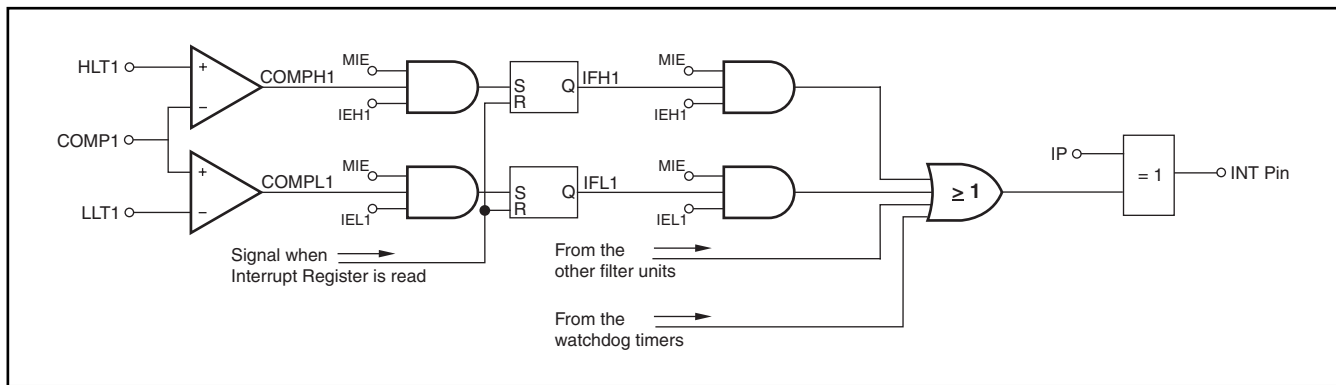 HLT1
+
−
COMPH1
MIE
IEH1
S
R
Q
IFH1
MIE
IEH1
COMP1
+
−
COMPL1
LLT1
MIE
IEL1
S
R
Q
IFL1
MIE
IEL1
≥ 1
IP
= 1
INT Pin
Signal when
Interrupt Register is read
From the
other filter units
From the
watchdog timers